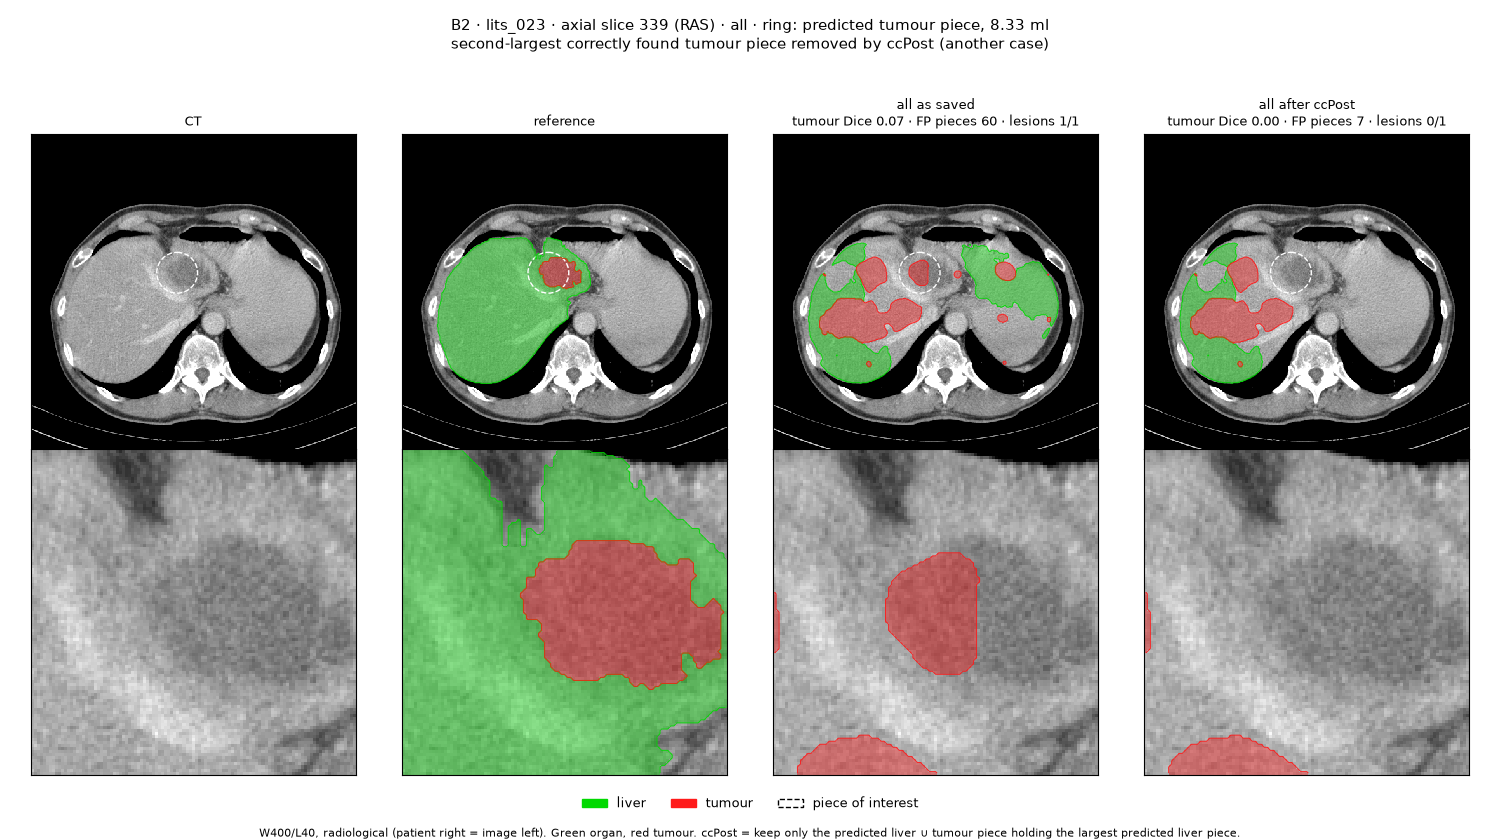 B2 · lits_023 · axial slice 339 (RAS) · all · ring: predicted tumour piece, 8.33 ml
second-largest correctly found tumour piece removed by ccPost (another case)
CT
reference
all as saved
tumour Dice 0.07 · FP pieces 60 · lesions 1/1
all after ccPost
tumour Dice 0.00 · FP pieces 7 · lesions 0/1
liver
tumour
piece of interest
W400/L40, radiological (patient right = image left). Green organ, red tumour. ccPost = keep only the predicted liver ∪ tumour piece holding the largest predicted liver piece.